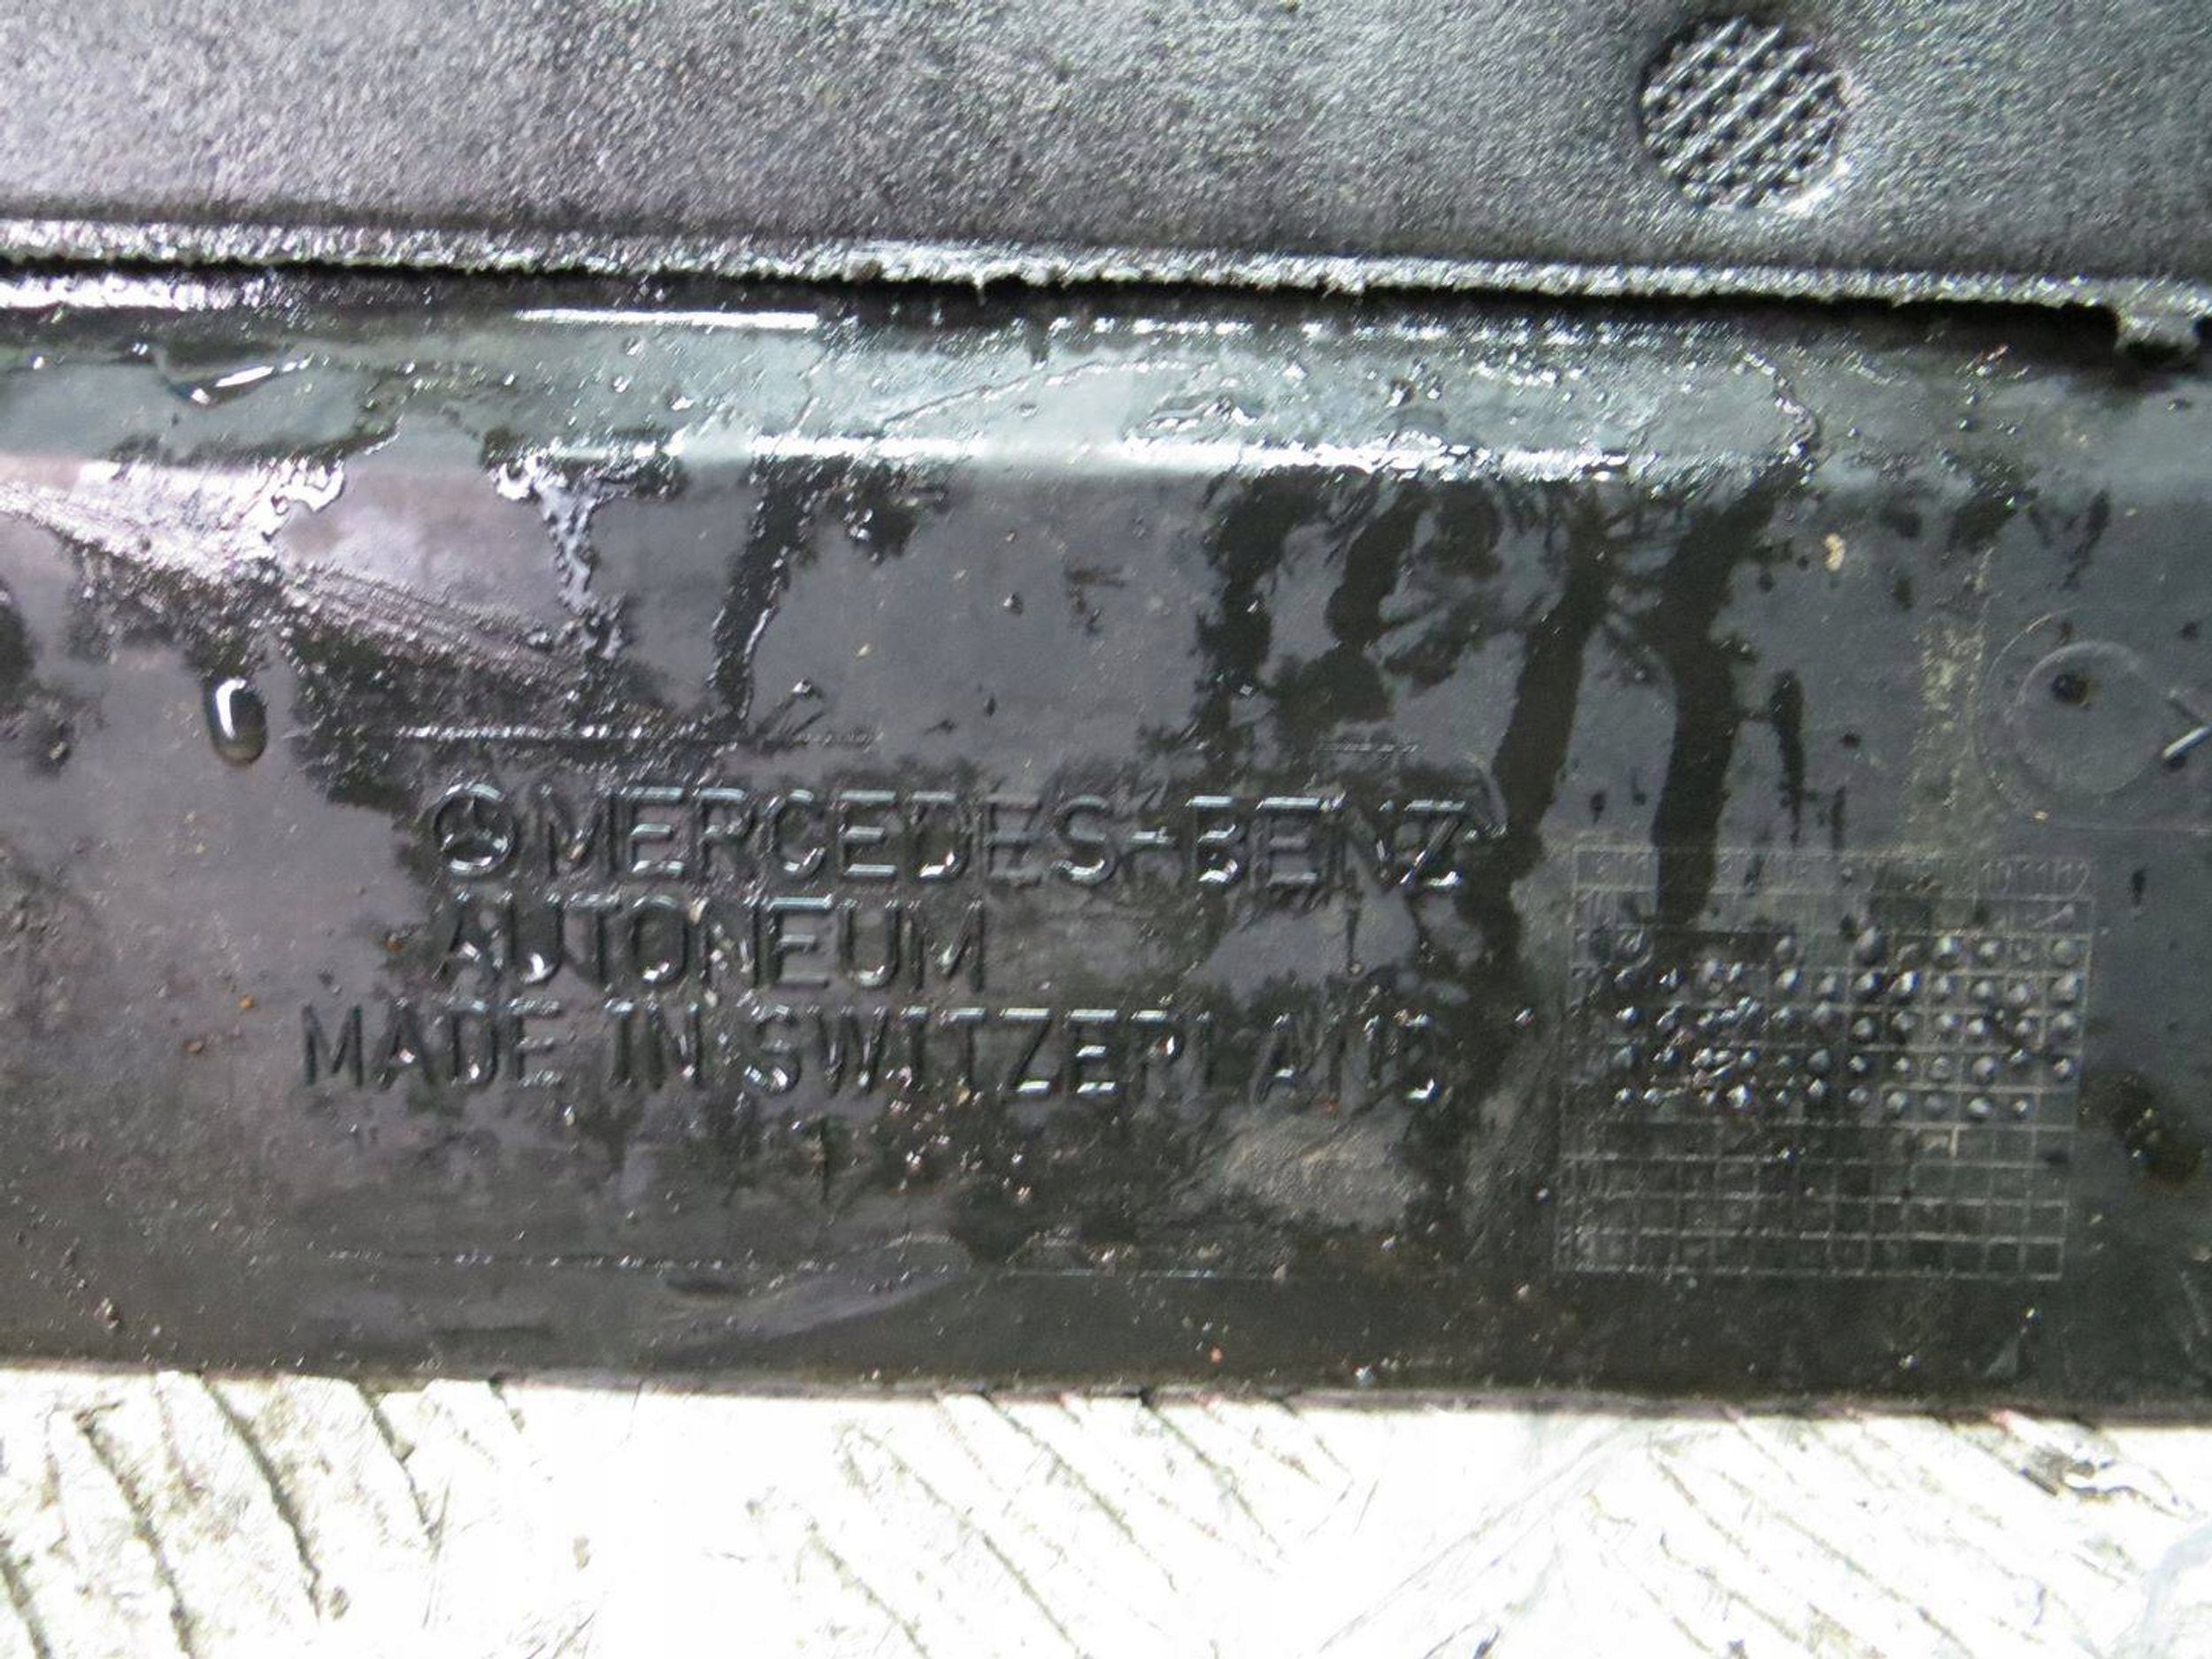 MERCEDES-BENZ
AUTONEUM
MADE IN SWITZERLAND